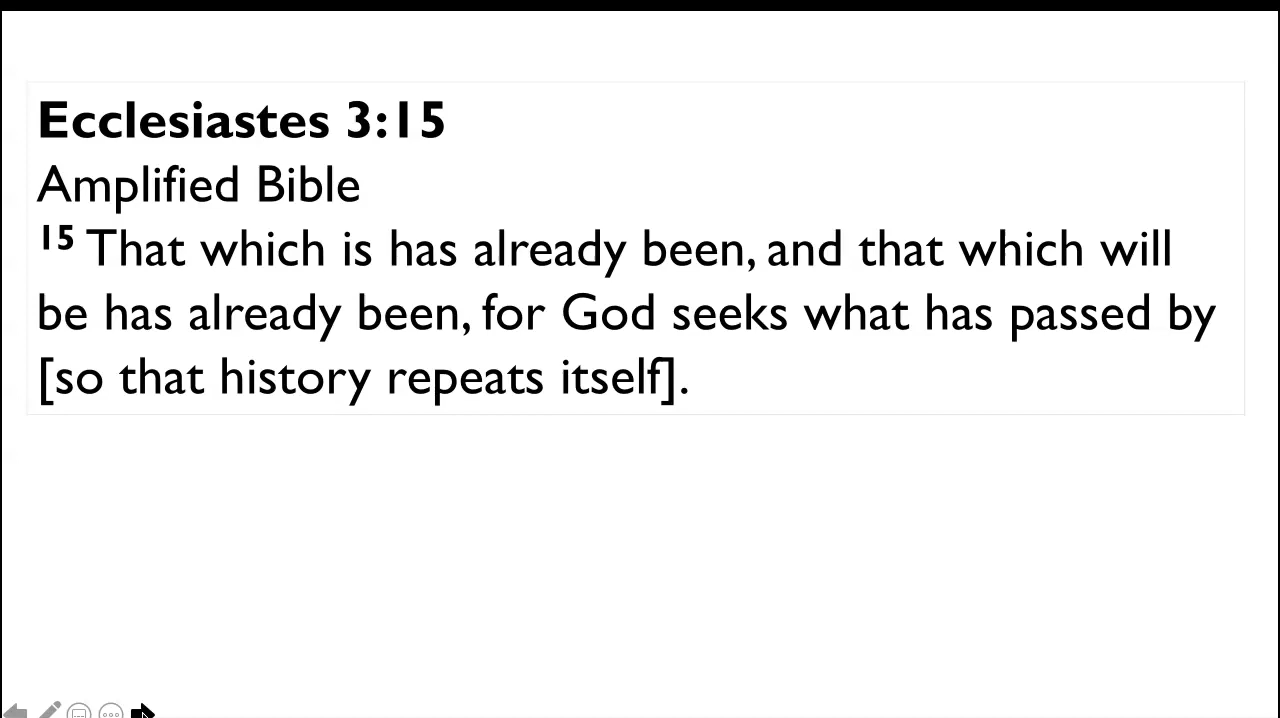 Ecclesiastes 3:15
Amplified Bible
15 That which is has already been, and that which will
be has already been, for God seeks what has passed by
[so that history repeats itself].